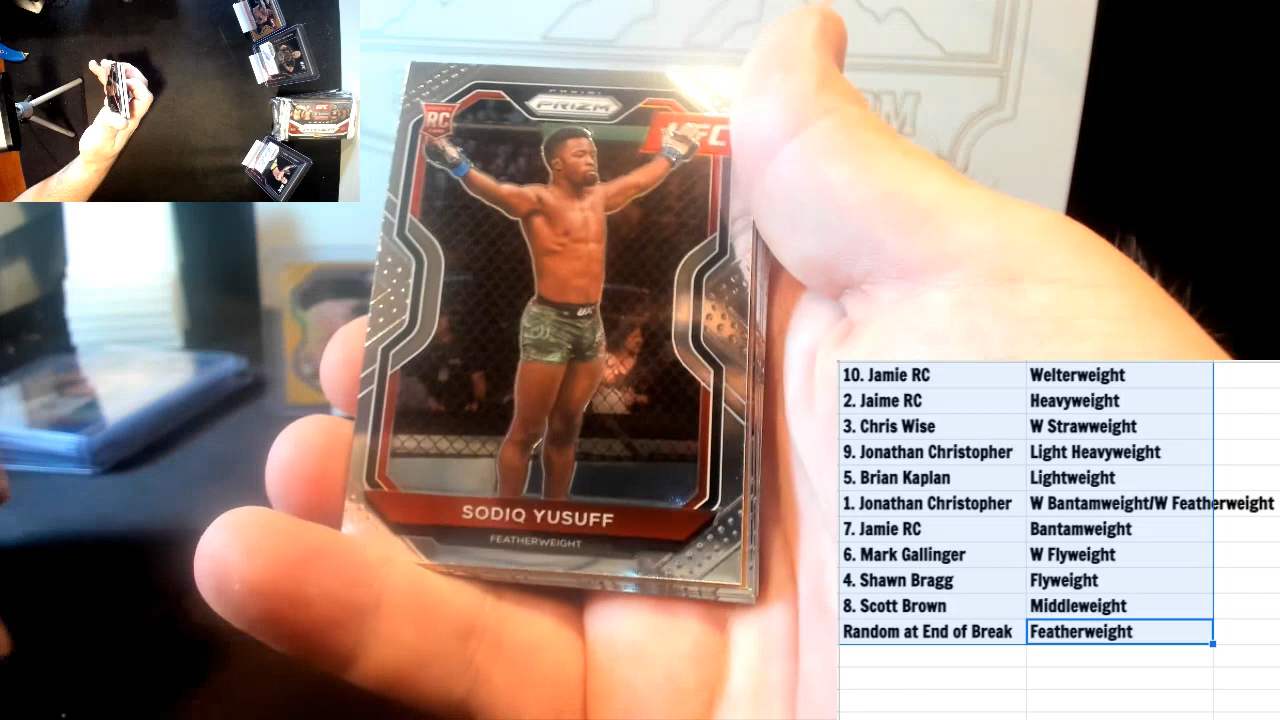 PANINI
PRIZM
RC
UFC
SODIQ YUSUFF
FEATHERWEIGHT
10. Jamie RC Welterweight
2. Jaime RC Heavyweight
3. Chris Wise W Strawweight
9. Jonathan Christopher Light Heavyweight
5. Brian Kaplan Lightweight
1. Jonathan Christopher W Bantamweight/W Featherweight
7. Jamie RC Bantamweight
6. Mark Gallinger W Flyweight
4. Shawn Bragg Flyweight
8. Scott Brown Middleweight
Random at End of Break Featherweight